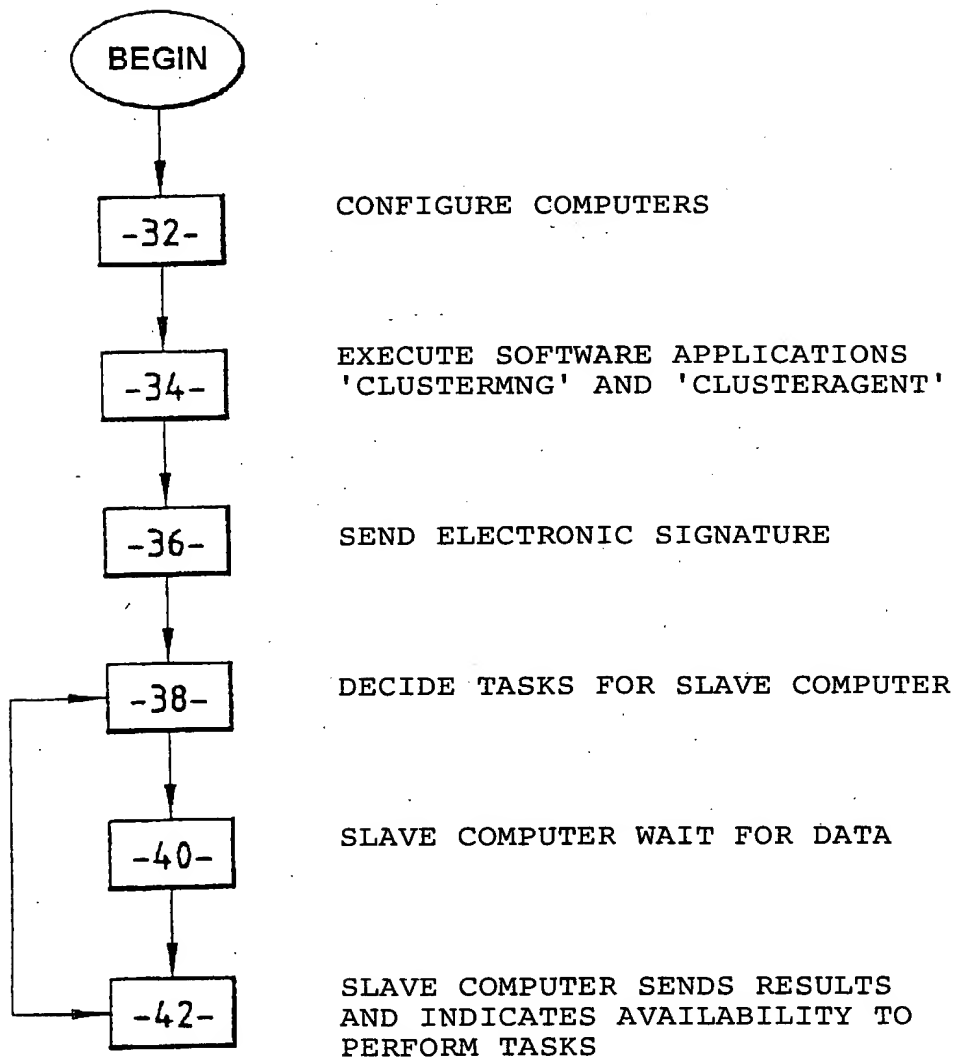 BEGIN
-32-
CONFIGURE COMPUTERS
-34-
EXECUTE SOFTWARE APPLICATIONS
'CLUSTERMNG' AND 'CLUSTERAGENT'
-36-
SEND ELECTRONIC SIGNATURE
-38-
DECIDE TASKS FOR SLAVE COMPUTER
-40-
SLAVE COMPUTER WAIT FOR DATA
-42-
SLAVE COMPUTER SENDS RESULTS
AND INDICATES AVAILABILITY TO
PERFORM TASKS